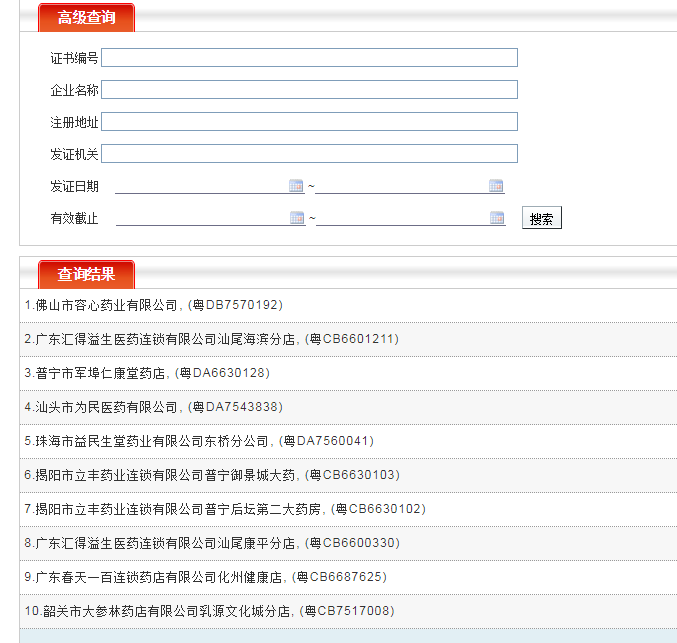 高级查询
证书编号
企业名称
注册地址
发证机关
发证日期 ~
有效截止 ~ 搜索
查询结果
1.佛山市容心药业有限公司, (粤DB7570192)
2.广东汇得溢生医药连锁有限公司汕尾海滨分店, (粤CB6601211)
3.普宁市军埠仁康堂药店, (粤DA6630128)
4.汕头市为民医药有限公司, (粤DA7543838)
5.珠海市益民生堂药业有限公司东桥分公司, (粤DA7560041)
6.揭阳市立丰药业连锁有限公司普宁御景城大药, (粤CB6630103)
7.揭阳市立丰药业连锁有限公司普宁后坛第二大药房, (粤CB6630102)
8.广东汇得溢生医药连锁有限公司汕尾康平分店, (粤CB6600330)
9.广东春天一百连锁药店有限公司化州健康店, (粤CB6687625)
10.韶关市大参林药店有限公司乳源文化城分店, (粤CB7517008)